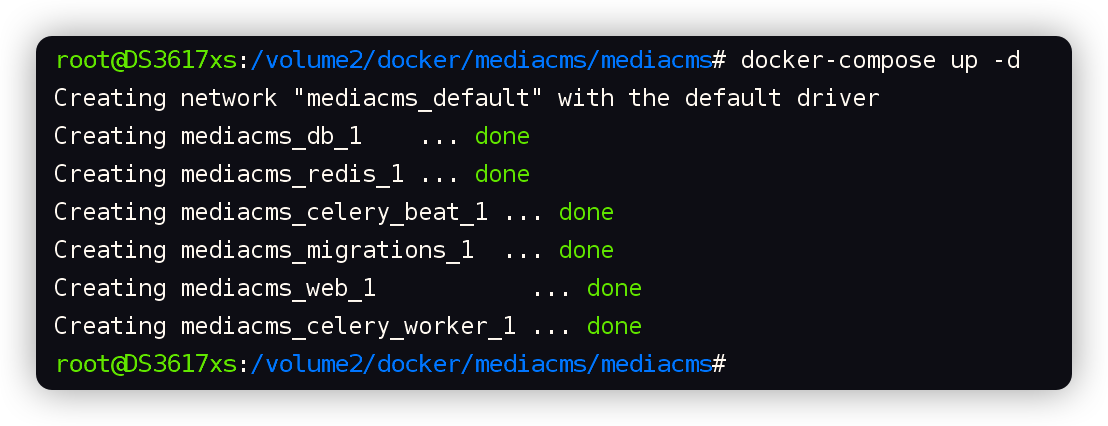 root@DS3617xs:/volume2/docker/mediacms/mediacms# docker-compose up -d
Creating network "mediacms_default" with the default driver
Creating mediacms_db_1    ... done
Creating mediacms_redis_1 ... done
Creating mediacms_celery_beat_1 ... done
Creating mediacms_migrations_1  ... done
Creating mediacms_web_1           ... done
Creating mediacms_celery_worker_1 ... done
root@DS3617xs:/volume2/docker/mediacms/mediacms#